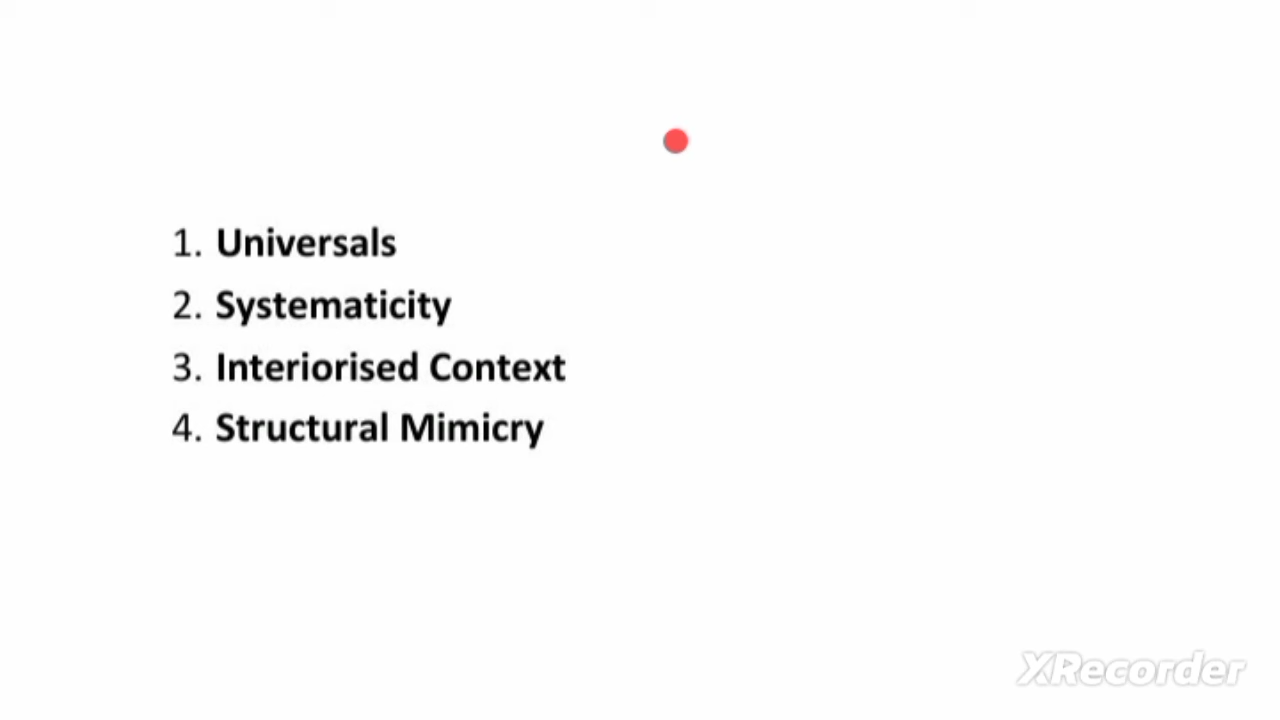 1. Universals
2. Systematicity
3. Interiorised Context
4. Structural Mimicry
XRecorder